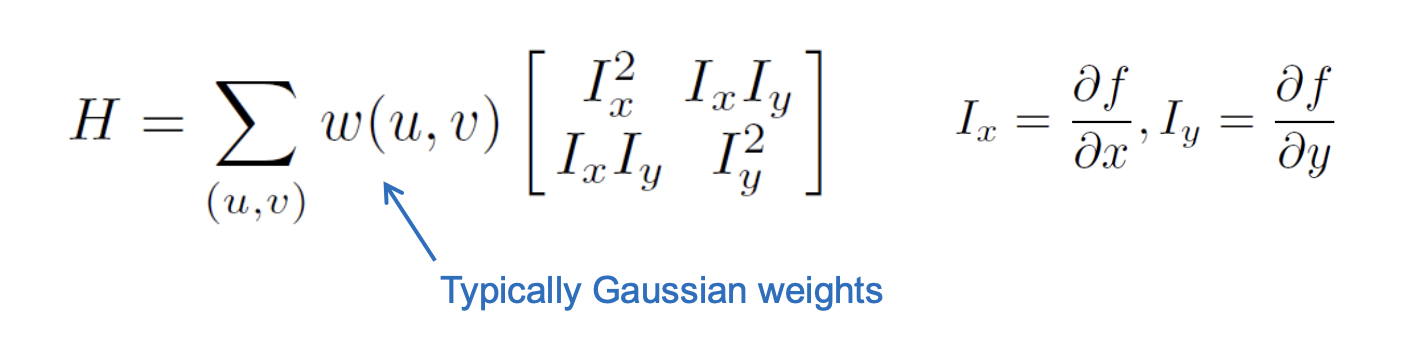 H = \sum_{(u,v)} w(u, v) \begin{bmatrix} I_x^2 & I_x I_y \\ I_x I_y & I_y^2 \end{bmatrix} \quad I_x = \frac{\partial f}{\partial x}, I_y = \frac{\partial f}{\partial y}
Typically Gaussian weights